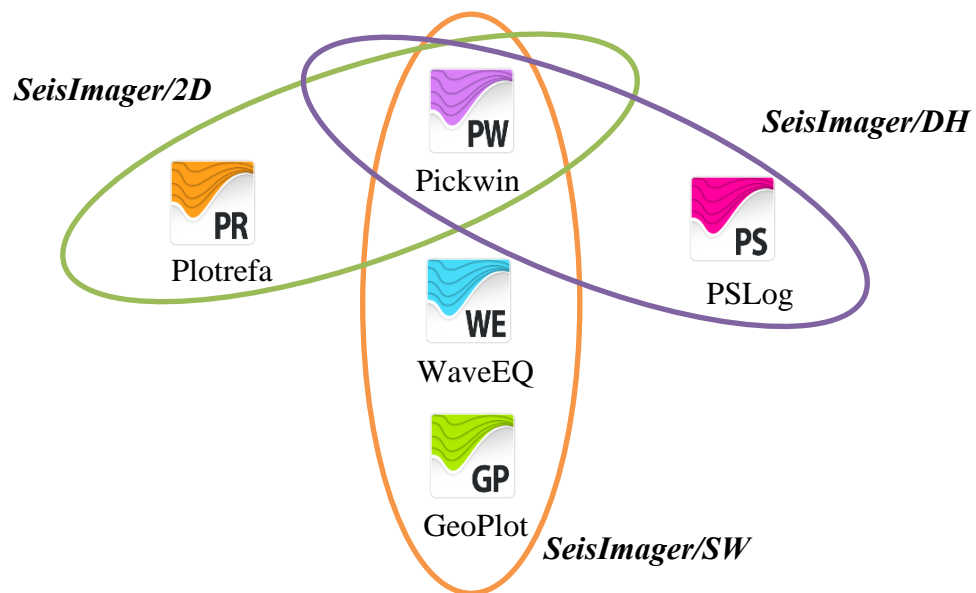 SeisImager/2D
SeisImager/DH
PW
Pickwin
PR
Plotrefa
PS
PSLog
WE
WaveEQ
GP
GeoPlot
SeisImager/SW